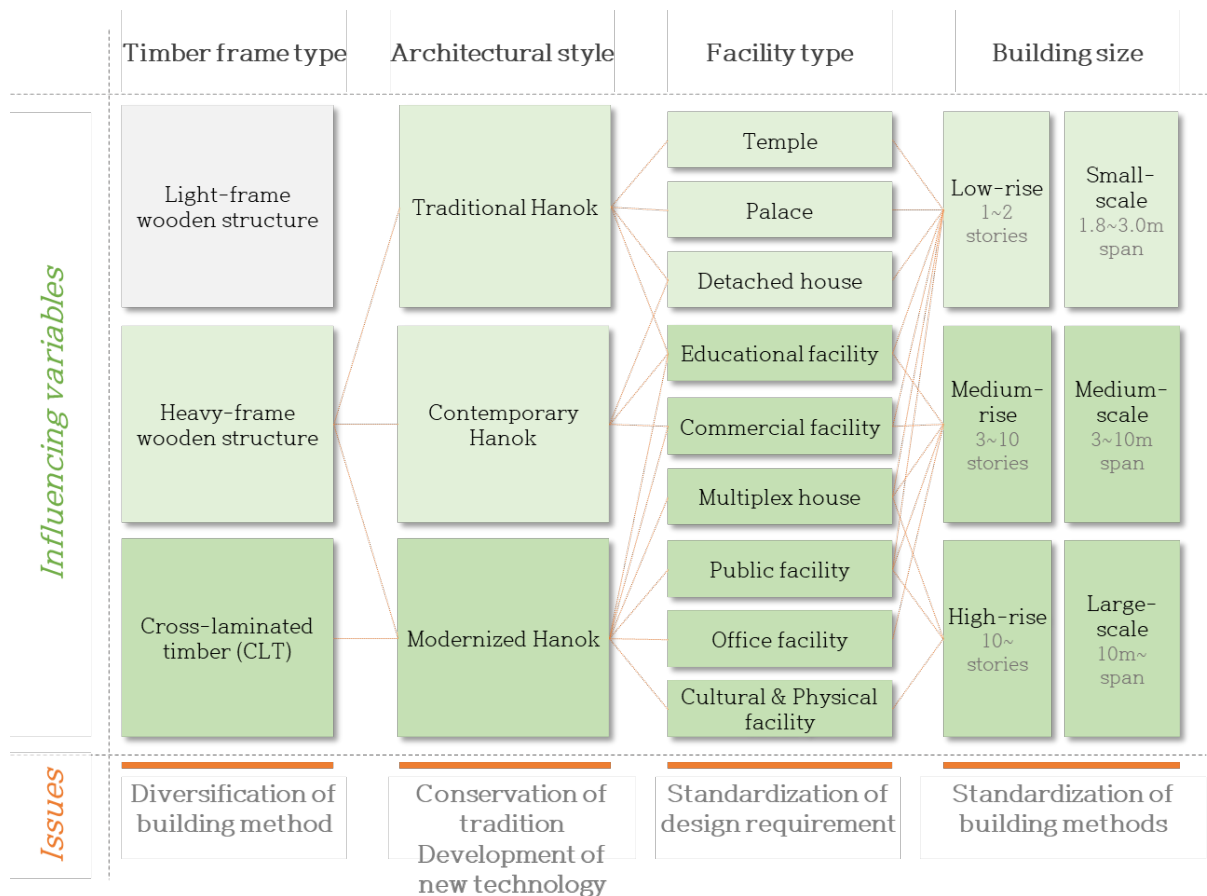 Timber frame type
Architectural style
Facility type
Building size
Influencing variables
Light-frame
wooden structure
Heavy-frame
wooden structure
Cross-laminated
timber (CLT)
Traditional Hanok
Contemporary
Hanok
Modernized Hanok
Temple
Palace
Detached house
Educational facility
Commercial facility
Multiplex house
Public facility
Office facility
Cultural & Physical
facility
Low-rise
1~2
stories
Small-
scale
1.8~3.0m
span
Medium-
rise
3~10
stories
Medium-
scale
3~10m
span
High-rise
10~
stories
Large-
scale
10m~
span
Issues
Diversification of
building method
Conservation of
tradition
Development of
new technology
Standardization of
design requirement
Standardization of
building methods